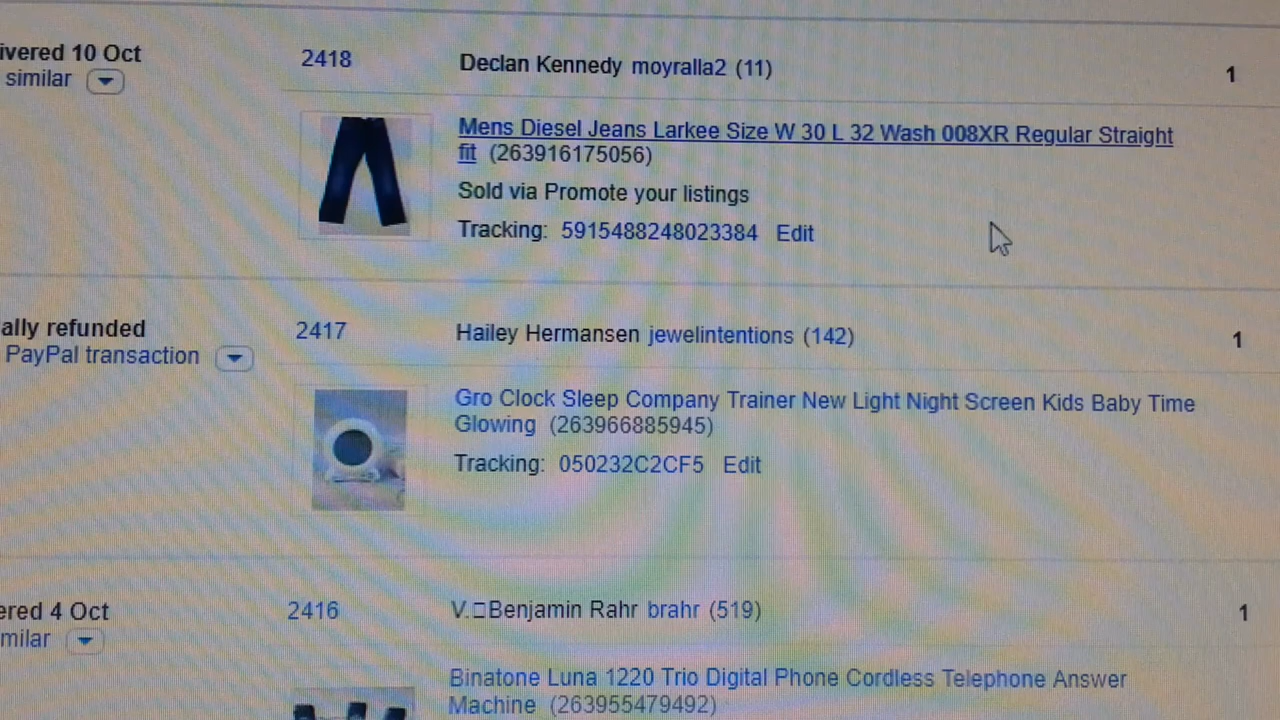 ivered 10 Oct
similar
2418
Declan Kennedy moyralla2 (11)
1
Mens Diesel Jeans Larkee Size W 30 L 32 Wash 008XR Regular Straight
fit (263916175056)
Sold via Promote your listings
Tracking: 5915488248023384 Edit
ally refunded
PayPal transaction
2417
Hailey Hermansen jewelintentions (142)
1
Gro Clock Sleep Company Trainer New Light Night Screen Kids Baby Time
Glowing (263966885945)
Tracking: 050232C2CF5 Edit
ered 4 Oct
milar
2416
V.□Benjamin Rahr brahr (519)
1
Binatone Luna 1220 Trio Digital Phone Cordless Telephone Answer
Machine (263955479492)